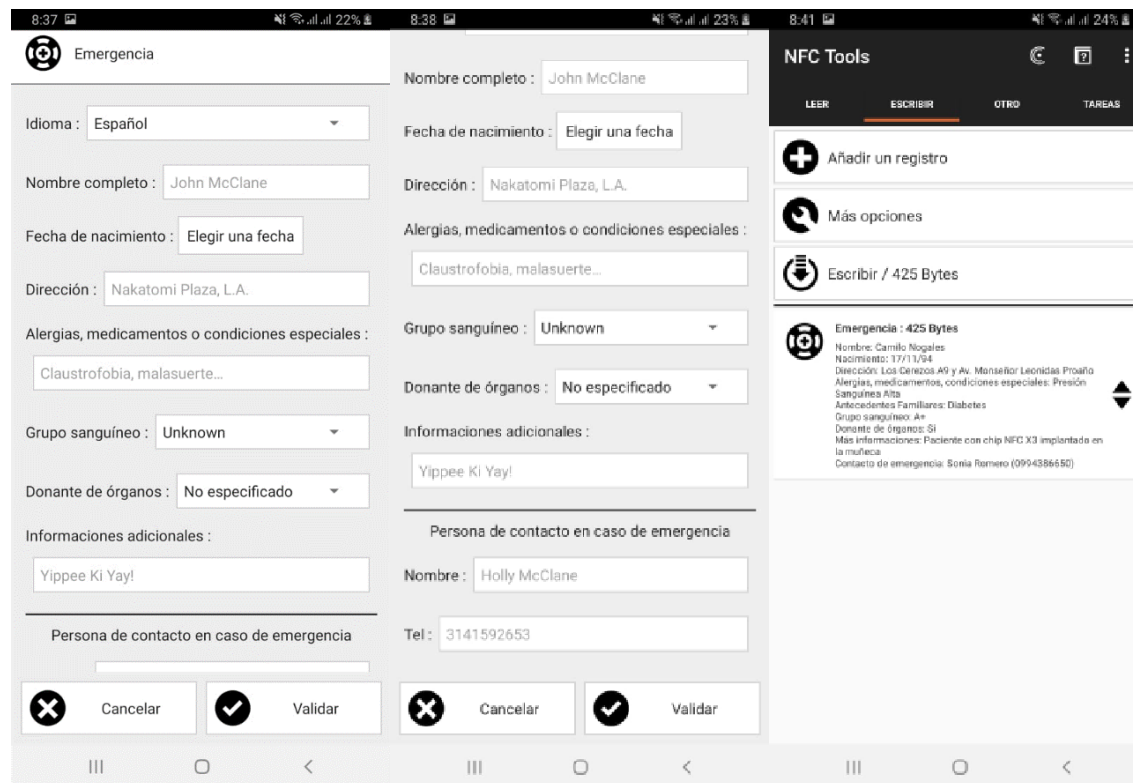 8:37
22%
Emergencia
Idioma : Español
Nombre completo : John McClane
Fecha de nacimiento : Elegir una fecha
Dirección : Nakatomi Plaza, L.A.
Alergias, medicamentos o condiciones especiales :
Claustrofobia, malasuerte...
Grupo sanguíneo : Unknown
Donante de órganos : No especificado
Informaciones adicionales :
Yippee Ki Yay!
Persona de contacto en caso de emergencia
Cancelar
Validar
8:38
23%
Nombre completo : John McClane
Fecha de nacimiento : Elegir una fecha
Dirección : Nakatomi Plaza, L.A.
Alergias, medicamentos o condiciones especiales :
Claustrofobia, malasuerte...
Grupo sanguíneo : Unknown
Donante de órganos : No especificado
Informaciones adicionales :
Yippee Ki Yay!
Persona de contacto en caso de emergencia
Nombre : Holly McClane
Tel : 3141592653
Cancelar
Validar
8:41
24%
NFC Tools
LEER ESCRIBIR OTRO TAREAS
Añadir un registro
Más opciones
Escribir / 425 Bytes
Emergencia : 425 Bytes
Nombre: Camilo Nogales
Nacimiento: 17/11/94
Dirección: Los Cerezos A9 y Av. Monseñor Leonidas Proaño
Alergias, medicamentos, condiciones especiales: Presión
Sanguínea Alta
Antecedentes Familiares: Diabetes
Grupo sanguíneo: A+
Donante de órganos: Si
Más informaciones: Paciente con chip NFC X3 implantado en
la muñeca
Contacto de emergencia: Sonia Romero (0994386650)